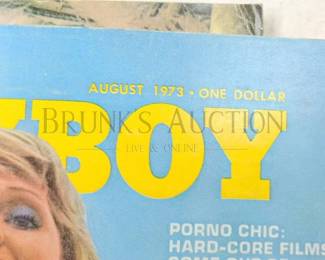 AUGUST 1973 • ONE DOLLAR
BOY
BRUNK'S AUCTION
LIVE & ONLINE
PORNO CHIC:
HARD-CORE FILMS